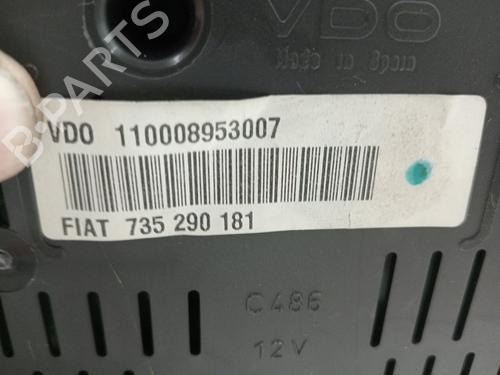 VDO
Made in Spain
VDO 110008953007
FIAT 735 290 181
C486
12V
B-PARTS